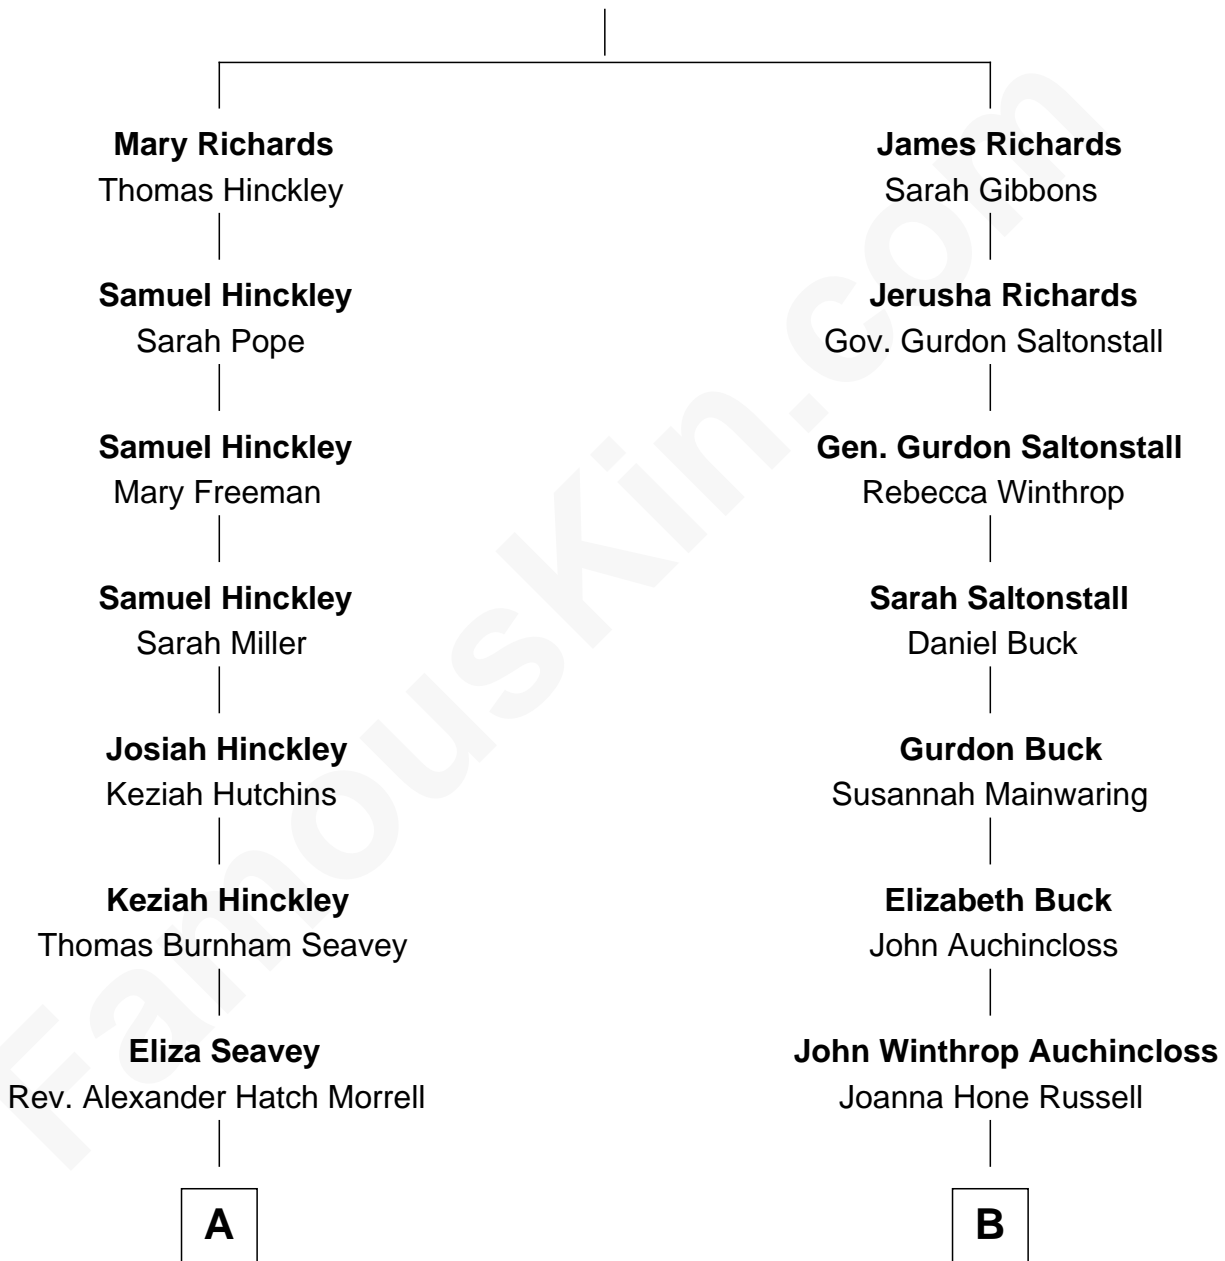 Mary Richards
Thomas Hinckley
James Richards
Sarah Gibbons
Samuel Hinckley
Sarah Pope
Jerusha Richards
Gov. Gurdon Saltonstall
Samuel Hinckley
Mary Freeman
Gen. Gurdon Saltonstall
Rebecca Winthrop
Samuel Hinckley
Sarah Miller
Sarah Saltonstall
Daniel Buck
Josiah Hinckley
Keziah Hutchins
Gurdon Buck
Susannah Mainwaring
Keziah Hinckley
Thomas Burnham Seavey
Elizabeth Buck
John Auchincloss
Eliza Seavey
Rev. Alexander Hatch Morrell
John Winthrop Auchincloss
Joanna Hone Russell
A
B
FamousKin.com